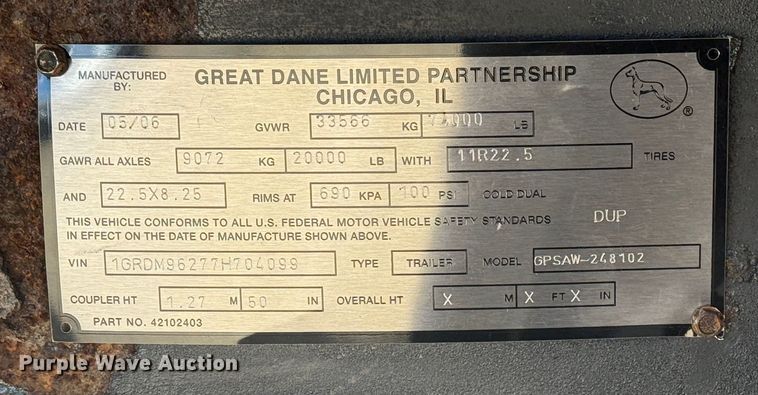 MANUFACTURED BY: GREAT DANE LIMITED PARTNERSHIP
CHICAGO, IL
®
DATE 05/06 GVWR 33566 KG LB
GAWR ALL AXLES 9072 KG 20000 LB WITH 11R22.5 TIRES
AND 22.5X8.25 RIMS AT 690 KPA 100 PSI COLD DUAL
THIS VEHICLE CONFORMS TO ALL U.S. FEDERAL MOTOR VEHICLE SAFETY STANDARDS DUP
IN EFFECT ON THE DATE OF MANUFACTURE SHOWN ABOVE.
VIN 1GRDM96277H704099 TYPE TRAILER MODEL GPSAW-248102
COUPLER HT 1.27 M 50 IN OVERALL HT X M X FT X IN
PART NO. 42102403
Purple Wave Auction